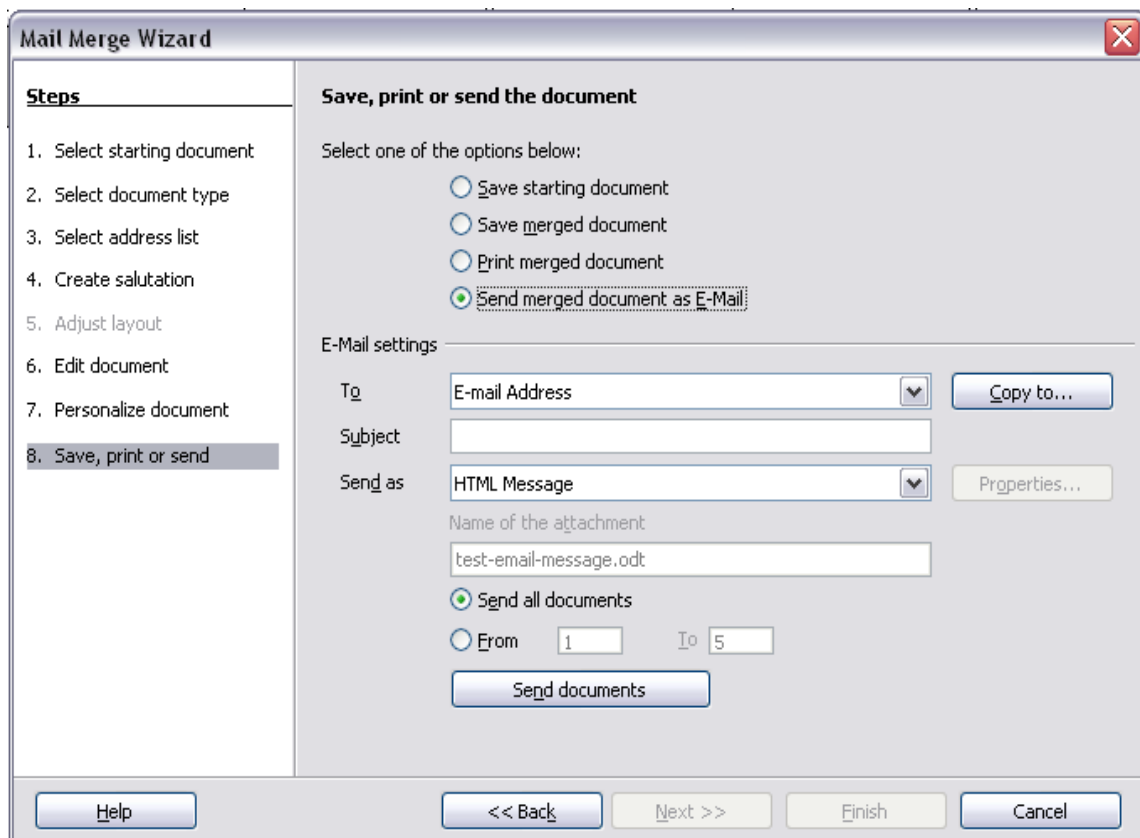 Mail Merge Wizard
Steps
1. Select starting document
2. Select document type
3. Select address list
4. Create salutation
5. Adjust layout
6. Edit document
7. Personalize document
8. Save, print or send
Save, print or send the document
Select one of the options below:
Save starting document
Save merged document
Print merged document
Send merged document as E-Mail
E-Mail settings
To E-mail Address Copy to...
Subject
Send as HTML Message Properties...
Name of the attachment
test-email-message.odt
Send all documents
From 1 To 5
Send documents
Help << Back Next >> Finish Cancel